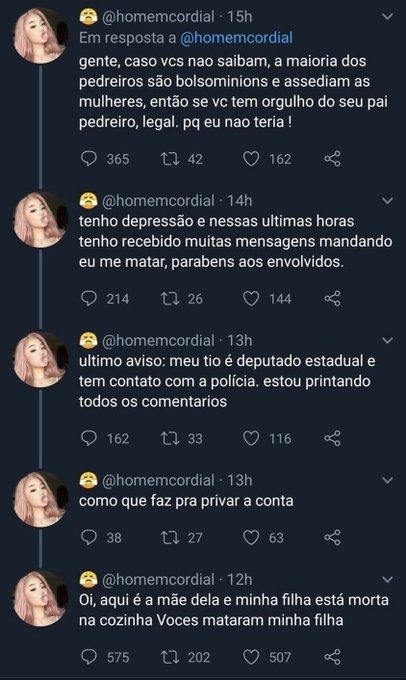 @homemcordial · 15h
Em resposta a @homemcordial
gente, caso vcs nao saibam, a maioria dos
pedreiros são bolsominions e assediam as
mulheres, então se vc tem orgulho do seu pai
pedreiro, legal. pq eu nao teria !
365 42 162
@homemcordial · 14h
tenho depressão e nessas ultimas horas
tenho recebido muitas mensagens mandando
eu me matar, parabens aos envolvidos.
214 26 144
@homemcordial · 13h
ultimo aviso: meu tio é deputado estadual e
tem contato com a polícia. estou printando
todos os comentarios
162 33 116
@homemcordial · 13h
como que faz pra privar a conta
38 27 63
@homemcordial · 12h
Oi, aqui é a mãe dela e minha filha está morta
na cozinha Voces mataram minha filha
575 202 507